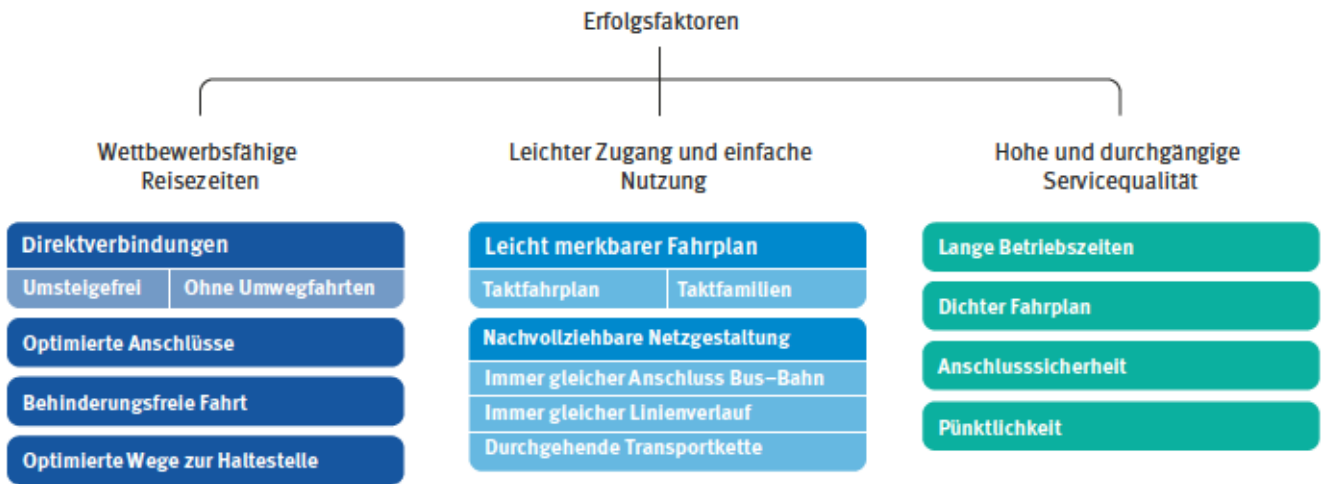 Erfolgsfaktoren
Wettbewerbsfähige
Reisezeiten
Direktverbindungen
Umsteigefrei
Ohne Umwegfahrten
Optimierte Anschlüsse
Behinderungsfreie Fahrt
Optimierte Wege zur Haltestelle
Leichter Zugang und einfache
Nutzung
Leicht merkbarer Fahrplan
Taktfahrplan
Taktfamilien
Nachvollziehbare Netzgestaltung
Immer gleicher Anschluss Bus–Bahn
Immer gleicher Linienverlauf
Durchgehende Transportkette
Hohe und durchgängige
Servicequalität
Lange Betriebszeiten
Dichter Fahrplan
Anschlusssicherheit
Pünktlichkeit